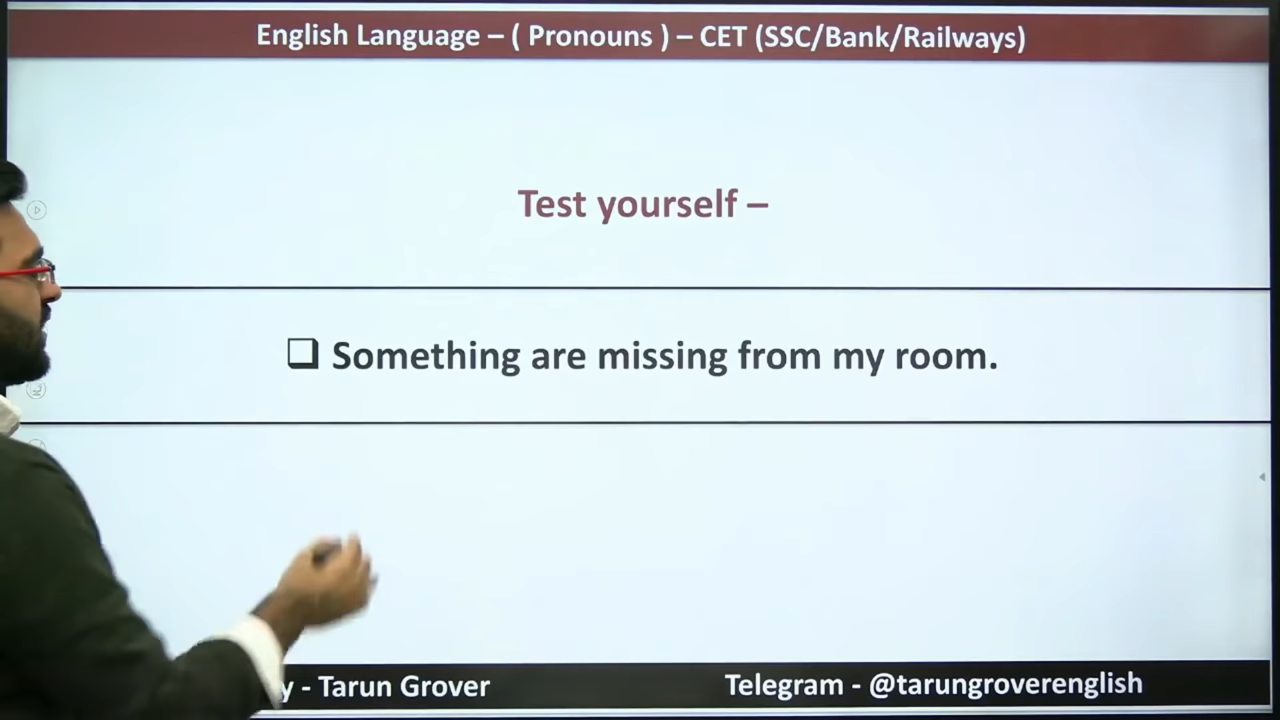 English Language – ( Pronouns ) – CET (SSC/Bank/Railways)
Test yourself –
❑ Something are missing from my room.
y - Tarun Grover
Telegram - @tarungroverenglish